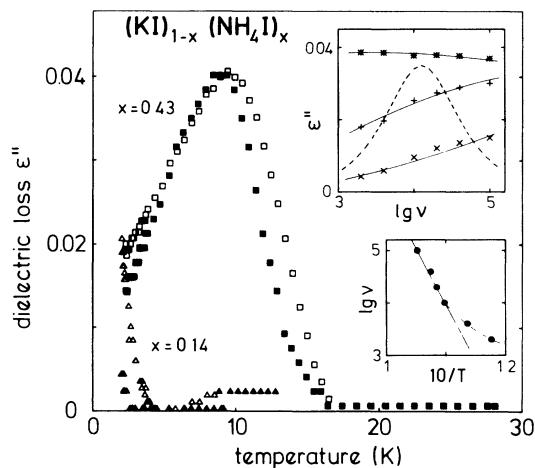 (KI)1-x (NH4I)x
dielectric loss ε"
0.04
0.02
0
x=0.43
x=0.14
0
10
20
30
temperature (K)
ε"
0.04
0
3
4
5
lg ν
lg ν
5
3
1
10/T
1.2